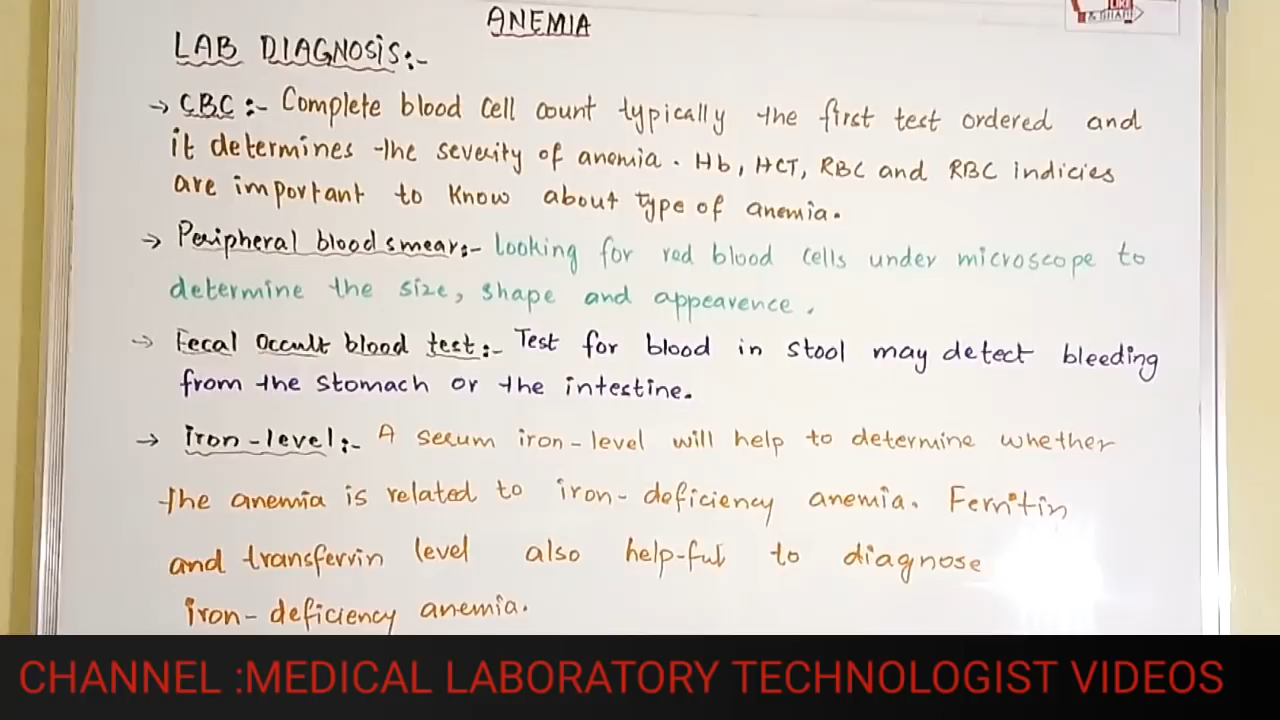 ANEMIA
LIKE
& SHARE
LAB DIAGNOSIS:-
→ CBC :- Complete blood cell count typically the first test ordered and
it determines the severity of anemia. Hb, HCT, RBC and RBC indicies
are important to know about type of anemia.
→ Peripheral blood smear:- looking for red blood cells under microscope to
determine the size, shape and appearence.
→ Fecal Occult blood test:- Test for blood in stool may detect bleeding
from the stomach or the intestine.
→ iron-level:- A serum iron-level will help to determine whether
the anemia is related to iron-deficiency anemia. Ferritin
and transferrin level also help-ful to diagnose
iron-deficiency anemia.
CHANNEL :MEDICAL LABORATORY TECHNOLOGIST VIDEOS